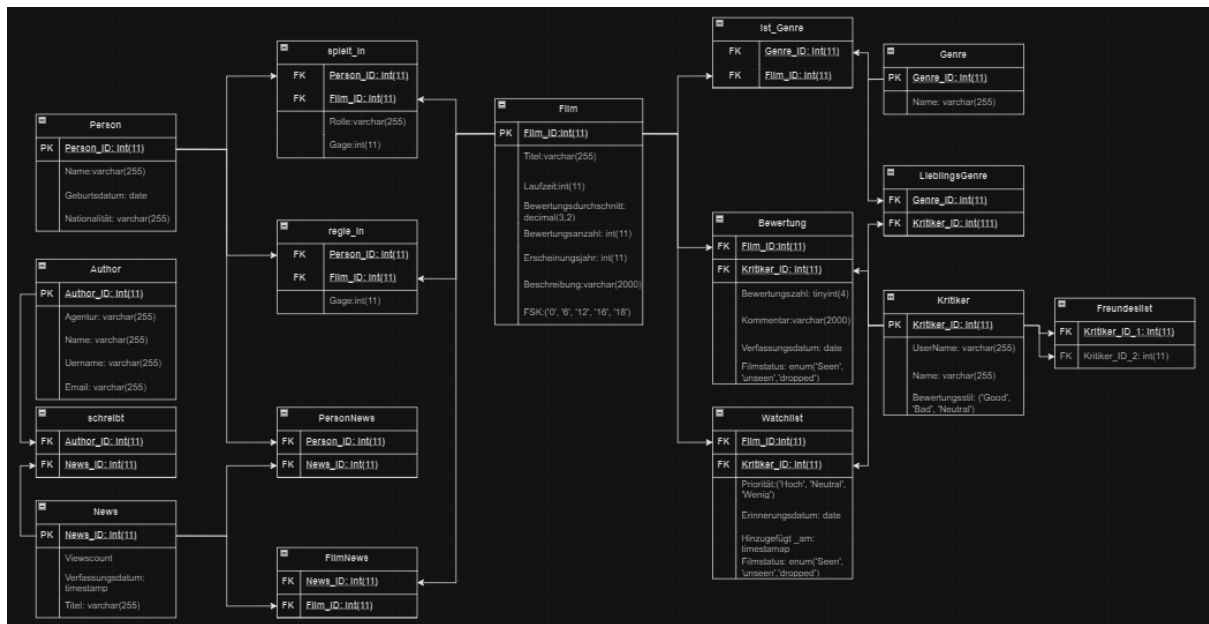 spielt_in
FK Person_ID: Int(11)
FK Film_ID: Int(11)
Rolle:varchar(255)
Gage:int(11)
Person
PK Person_ID: Int(11)
Name:varchar(255)
Geburtsdatum: date
Nationalität: varchar(255)
regie_in
FK Person_ID: Int(11)
FK Film_ID: Int(11)
Gage:int(11)
Author
PK Author_ID: Int(11)
Agentur: varchar(255)
Name: varchar(255)
Uername: varchar(255)
Email: varchar(255)
schreibt
FK Author_ID: Int(11)
FK News_ID: Int(11)
News
PK News_ID: Int(11)
Viewscount
Verfassungsdatum:
timestamp
Titel: varchar(255)
PersonNews
FK Person_ID: Int(11)
FK News_ID: Int(11)
FilmNews
FK News_ID: Int(11)
FK Film_ID: Int(11)
Film
PK Film_ID:Int(11)
Titel:varchar(255)
Laufzeit:int(11)
Bewertungsdurchschnitt:
decimal(3,2)
Bewertungsanzahl: int(11)
Erscheinungsjahr: int(11)
Beschreibung:varchar(2000)
FSK:('0', '6', '12', '16', '18')
Ist_Genre
FK Genre_ID: Int(11)
FK Film_ID: Int(11)
Genre
PK Genre_ID: Int(11)
Name: varchar(255)
LieblingsGenre
FK Genre_ID: Int(11)
FK Kritiker_ID: Int(111)
Bewertung
FK Film_ID:Int(11)
FK Kritiker_ID: Int(11)
Bewertungszahl: tinyint(4)
Kommentar:varchar(2000)
Verfassungsdatum: date
Filmstatus: enum('Seen',
'unseen','dropped')
Kritiker
PK Kritiker_ID: Int(11)
UserName: varchar(255)
Name: varchar(255)
Bewertungsstil: ('Good',
'Bad', 'Neutral')
Freundeslist
FK Kritiker_ID_1: Int(11)
FK Kritiker_ID_2: int(11)
Watchlist
FK Film_ID:Int(11)
FK Kritiker_ID: Int(11)
Priorität:('Hoch', 'Neutral',
'Wenig')
Erinnerungsdatum: date
Hinzugefügt _am:
timestamap
Filmstatus: enum('Seen',
'unseen','dropped')